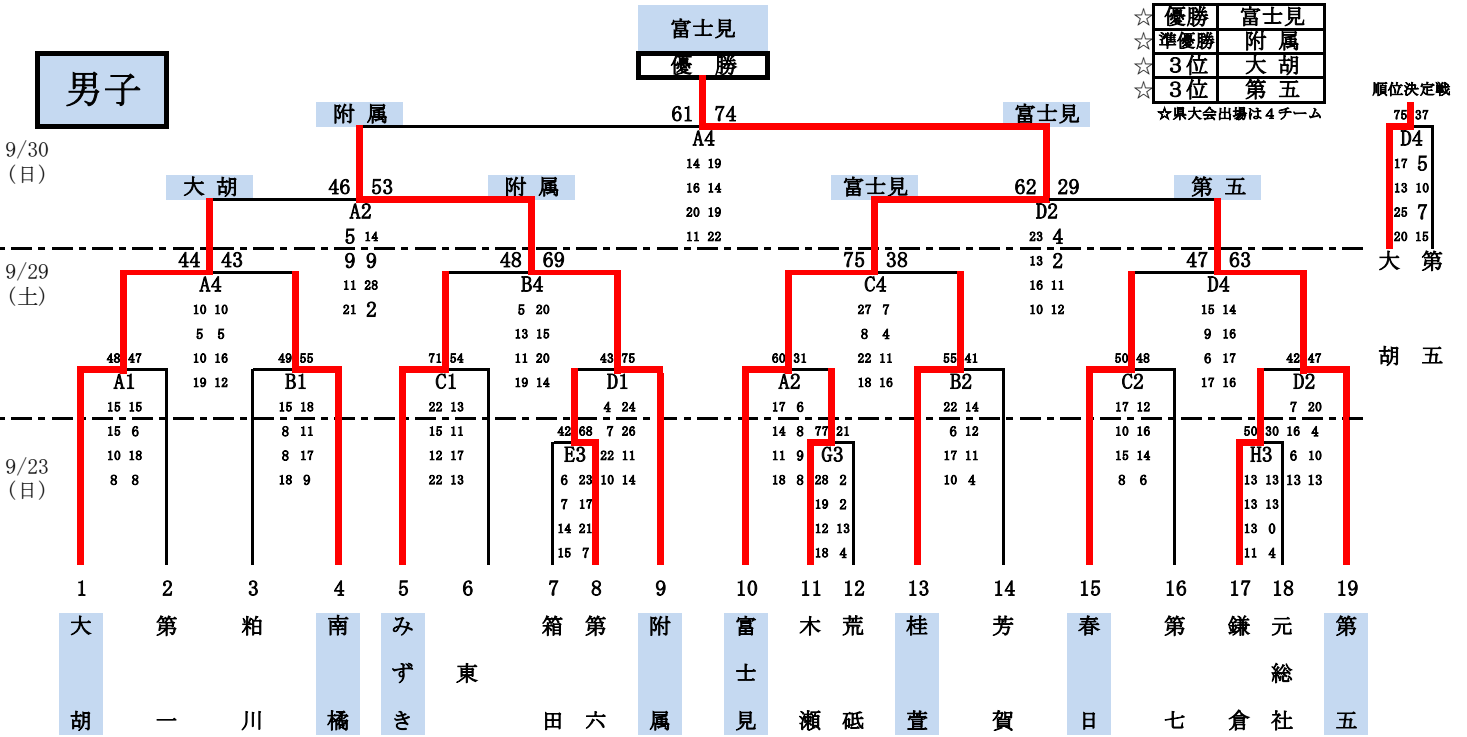 男子
富士見
優 勝
☆ 優勝 富士見
☆ 準優勝 附 属
☆ 3位 大 胡
☆ 3位 第 五
☆県大会出場は4チーム
順位決定戦
75 37
D4
17 5
13 10
25 7
20 15
大胡 第五
9/30
(日)
附 属 61 74 富士見
A4
14 19
16 14
20 19
11 22
大 胡 46 53 附 属
A2
5 14
9 9
11 28
21 2
富士見 62 29 第 五
D2
23 4
13 2
16 11
10 12
9/29
(土)
44 43
A4
10 10
5 5
10 16
19 12
48 69
B4
5 20
13 15
11 20
19 14
75 38
C4
27 7
8 4
22 11
18 16
47 63
D4
15 14
9 16
6 17
17 16
48 47
A1
15 15
15 6
10 18
8 8
49 55
B1
15 18
8 11
8 17
18 9
71 54
C1
22 13
15 11
12 17
22 13
43 75
D1
4 24
7 26
22 11
10 14
60 31
A2
17 6
14 8
11 9
18 8
55 41
B2
22 14
6 12
17 11
10 4
50 48
C2
17 12
10 16
15 14
8 6
42 47
D2
7 20
16 4
6 10
13 13
9/23
(日)
42 68
E3
6 23
7 17
14 21
15 7
77 21
G3
28 2
19 2
12 13
18 4
50 30
H3
13 13
13 13
13 0
11 4
1 2 3 4 5 6 7 8 9 10 11 12 13 14 15 16 17 18 19
大胡
第一
粕川
南橘
みずき
東
箱田
第六
附属
富士見
木瀬
荒砥
桂萱
芳賀
春日
第七
鎌倉
元総社
第五